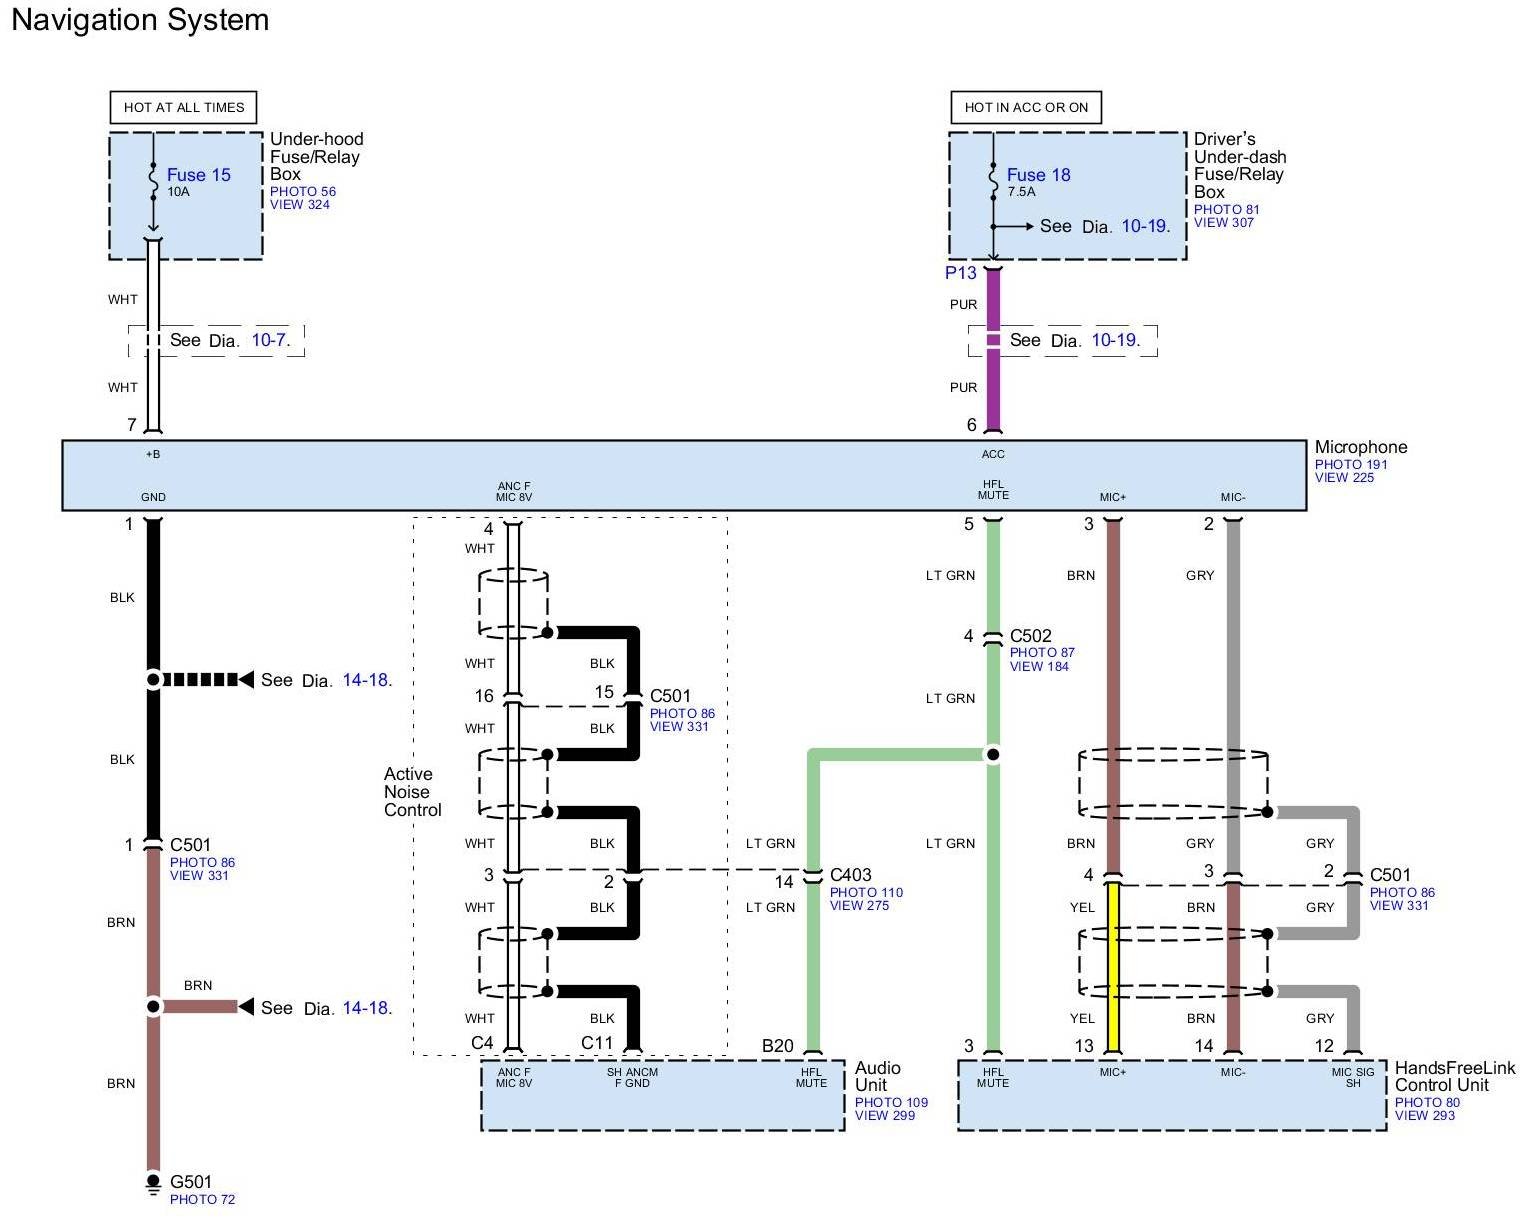 Navigation System
HOT AT ALL TIMES
HOT IN ACC OR ON
Under-hood
Fuse/Relay
Box
PHOTO 56
VIEW 324
Fuse 15
10A
Driver's
Under-dash
Fuse/Relay
Box
PHOTO 81
VIEW 307
Fuse 18
7.5A
See Dia. 10-19.
P13
WHT
PUR
See Dia. 10-7.
See Dia. 10-19.
WHT
PUR
7
6
+B
ACC
Microphone
PHOTO 191
VIEW 225
GND
ANC F
MIC 8V
HFL
MUTE
MIC+
MIC-
1
4
5
3
2
WHT
BLK
LT GRN
BRN
GRY
4
C502
PHOTO 87
VIEW 184
WHT
BLK
See Dia. 14-18.
16
15
C501
PHOTO 86
VIEW 331
LT GRN
WHT
BLK
BLK
Active
Noise
Control
1
C501
PHOTO 86
VIEW 331
WHT
BLK
LT GRN
LT GRN
BRN
GRY
GRY
3
2
14
C403
PHOTO 110
VIEW 275
4
3
2
C501
PHOTO 86
VIEW 331
BRN
WHT
BLK
LT GRN
YEL
BRN
GRY
BRN
See Dia. 14-18.
WHT
BLK
YEL
BRN
GRY
C4
C11
B20
3
13
14
12
ANC F
MIC 8V
SH ANCM
F GND
HFL
MUTE
Audio
Unit
PHOTO 109
VIEW 299
HFL
MUTE
MIC+
MIC-
MIC SIG
SH
HandsFreeLink
Control Unit
PHOTO 80
VIEW 293
BRN
G501
PHOTO 72